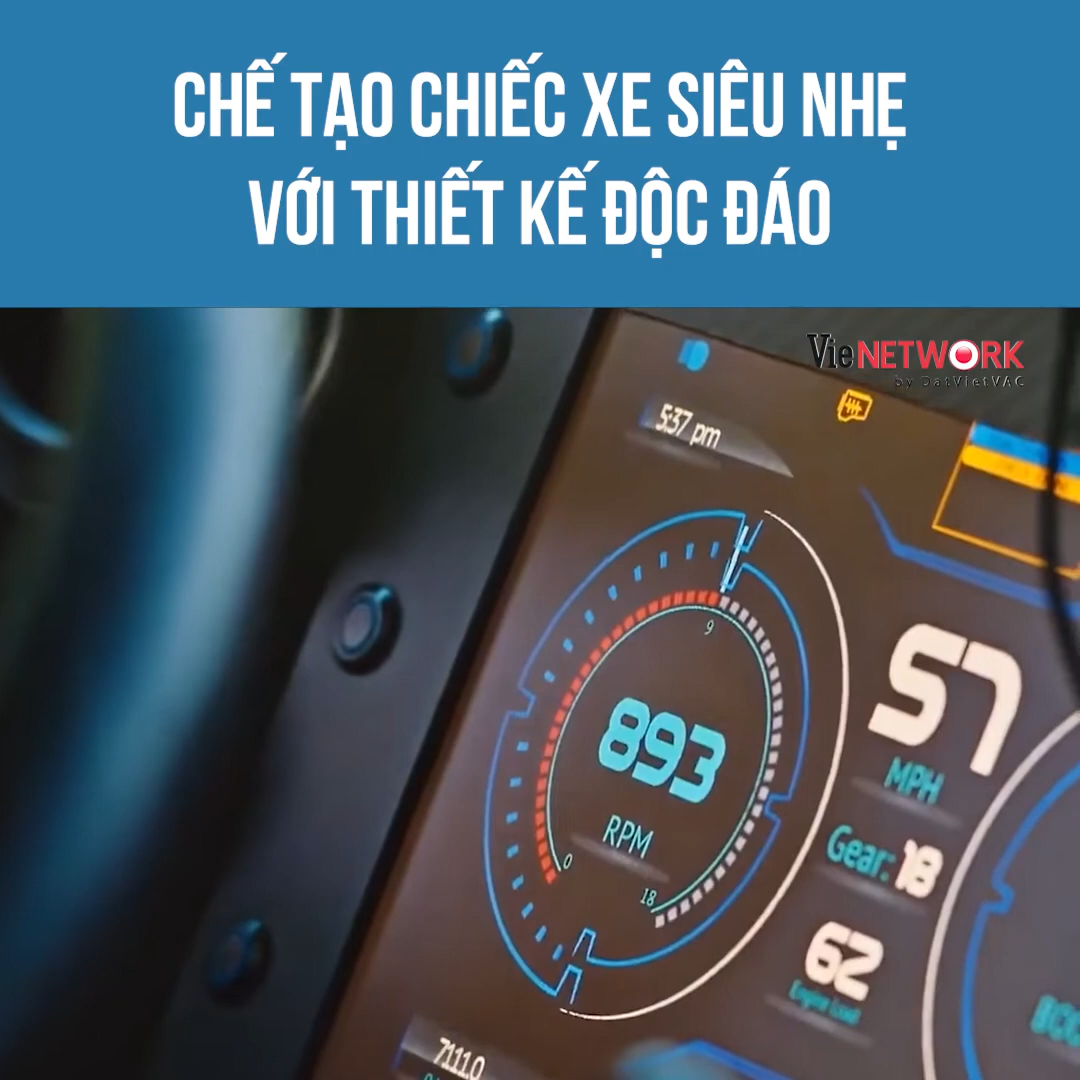 CHẾ TẠO CHIẾC XE SIÊU NHẸ
VỚI THIẾT KẾ ĐỘC ĐÁO
VieNETWORK
by DatVietVAC
5:37 pm
9
893
RPM
0
18
57
MPH
Gear: 18
62
Engine Load
7111.0